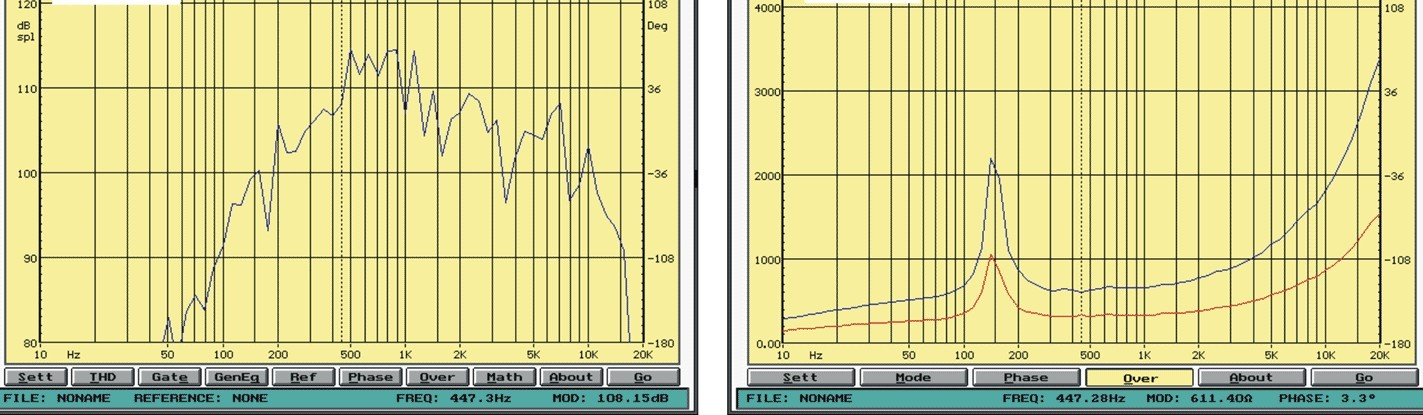 120
dB
spl
110
100
90
80
108
Deg
36
-36
-108
-180
10 Hz 50 100 200 500 1K 2K 5K 10K 20K
Sett THD Gate GenEq Ref Phase Over Math About Go
FILE: NONAME REFERENCE: NONE FREQ: 447.3Hz MOD: 108.15dB
4000
3000
2000
1000
0.00
108
36
-36
-108
-180
10 Hz 50 100 200 500 1K 2K 5K 10K 20K
Sett Mode Phase Over About Go
FILE: NONAME FREQ: 447.28Hz MOD: 611.40Ω PHASE: 3.3°